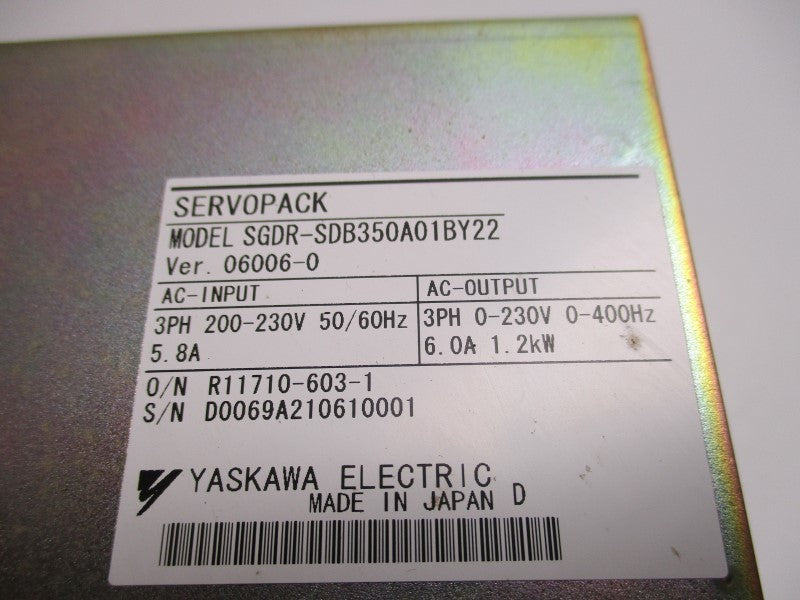 SERVOPACK
MODEL SGDR-SDB350A01BY22
Ver. 06006-0
AC-INPUT AC-OUTPUT
3PH 200-230V 50/60Hz 3PH 0-230V 0-400Hz
5.8A 6.0A 1.2kW
O/N R11710-603-1
S/N D0069A210610001
YASKAWA ELECTRIC
MADE IN JAPAN D